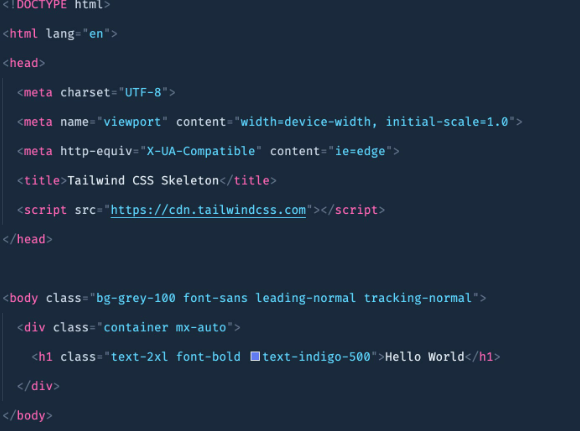 <!DOCTYPE html>
<html lang="en">
<head>
<meta charset="UTF-8">
<meta name="viewport" content="width=device-width, initial-scale=1.0">
<meta http-equiv="X-UA-Compatible" content="ie=edge">
<title>Tailwind CSS Skeleton</title>
<script src="https://cdn.tailwindcss.com"></script>
</head>
<body class="bg-grey-100 font-sans leading-normal tracking-normal">
<div class="container mx-auto">
<h1 class="text-2xl font-bold text-indigo-500">Hello World</h1>
</div>
</body>